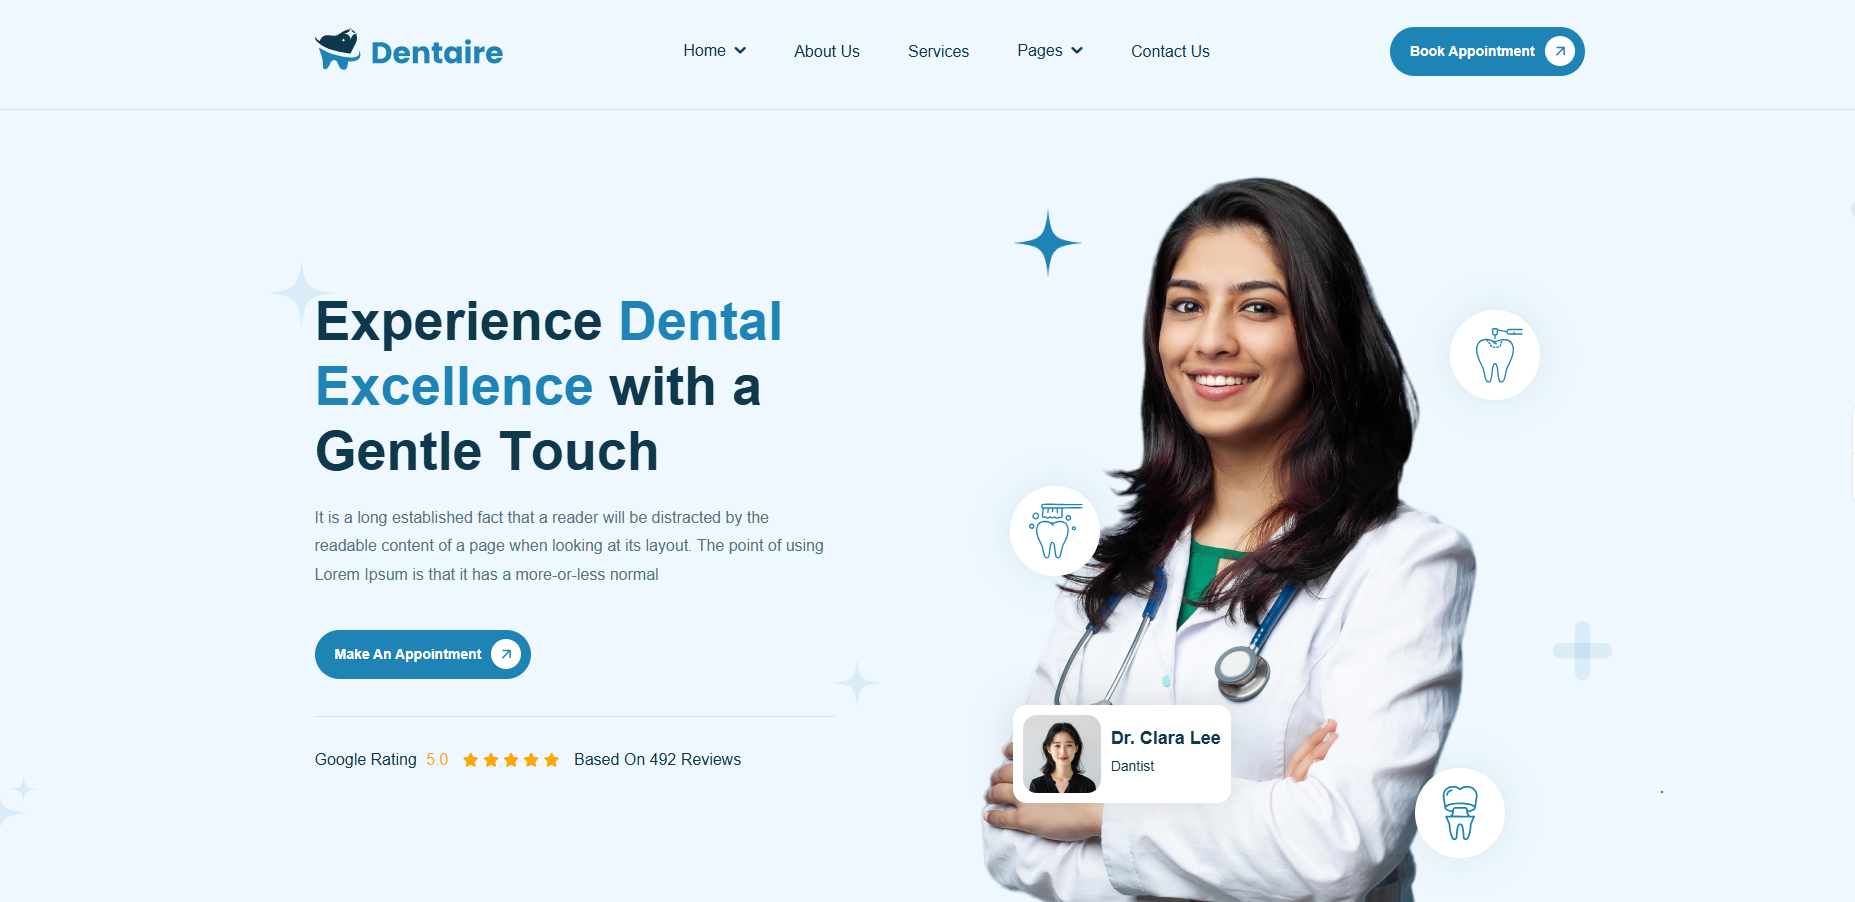 Dentaire
Home
About Us
Services
Pages
Contact Us
Book Appointment
Experience Dental
Excellence with a
Gentle Touch
It is a long established fact that a reader will be distracted by the
readable content of a page when looking at its layout. The point of using
Lorem Ipsum is that it has a more-or-less normal
Make An Appointment
Google Rating 5.0 Based On 492 Reviews
Dr. Clara Lee
Dantist